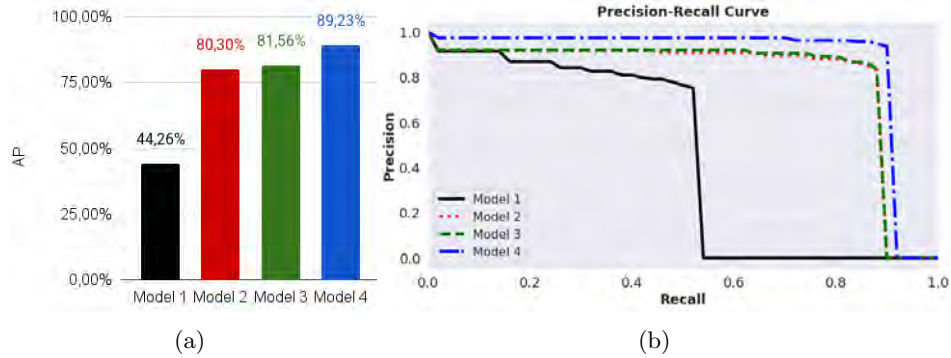 100,00%
75,00%
50,00%
25,00%
0,00%
AP
44,26%
80,30%
81,56%
89,23%
Model 1 Model 2 Model 3 Model 4
(a)
Precision-Recall Curve
1.0
0.8
0.6
0.4
0.2
0.0
Precision
Model 1
Model 2
Model 3
Model 4
0.0 0.2 0.4 0.6 0.8 1.0
Recall
(b)